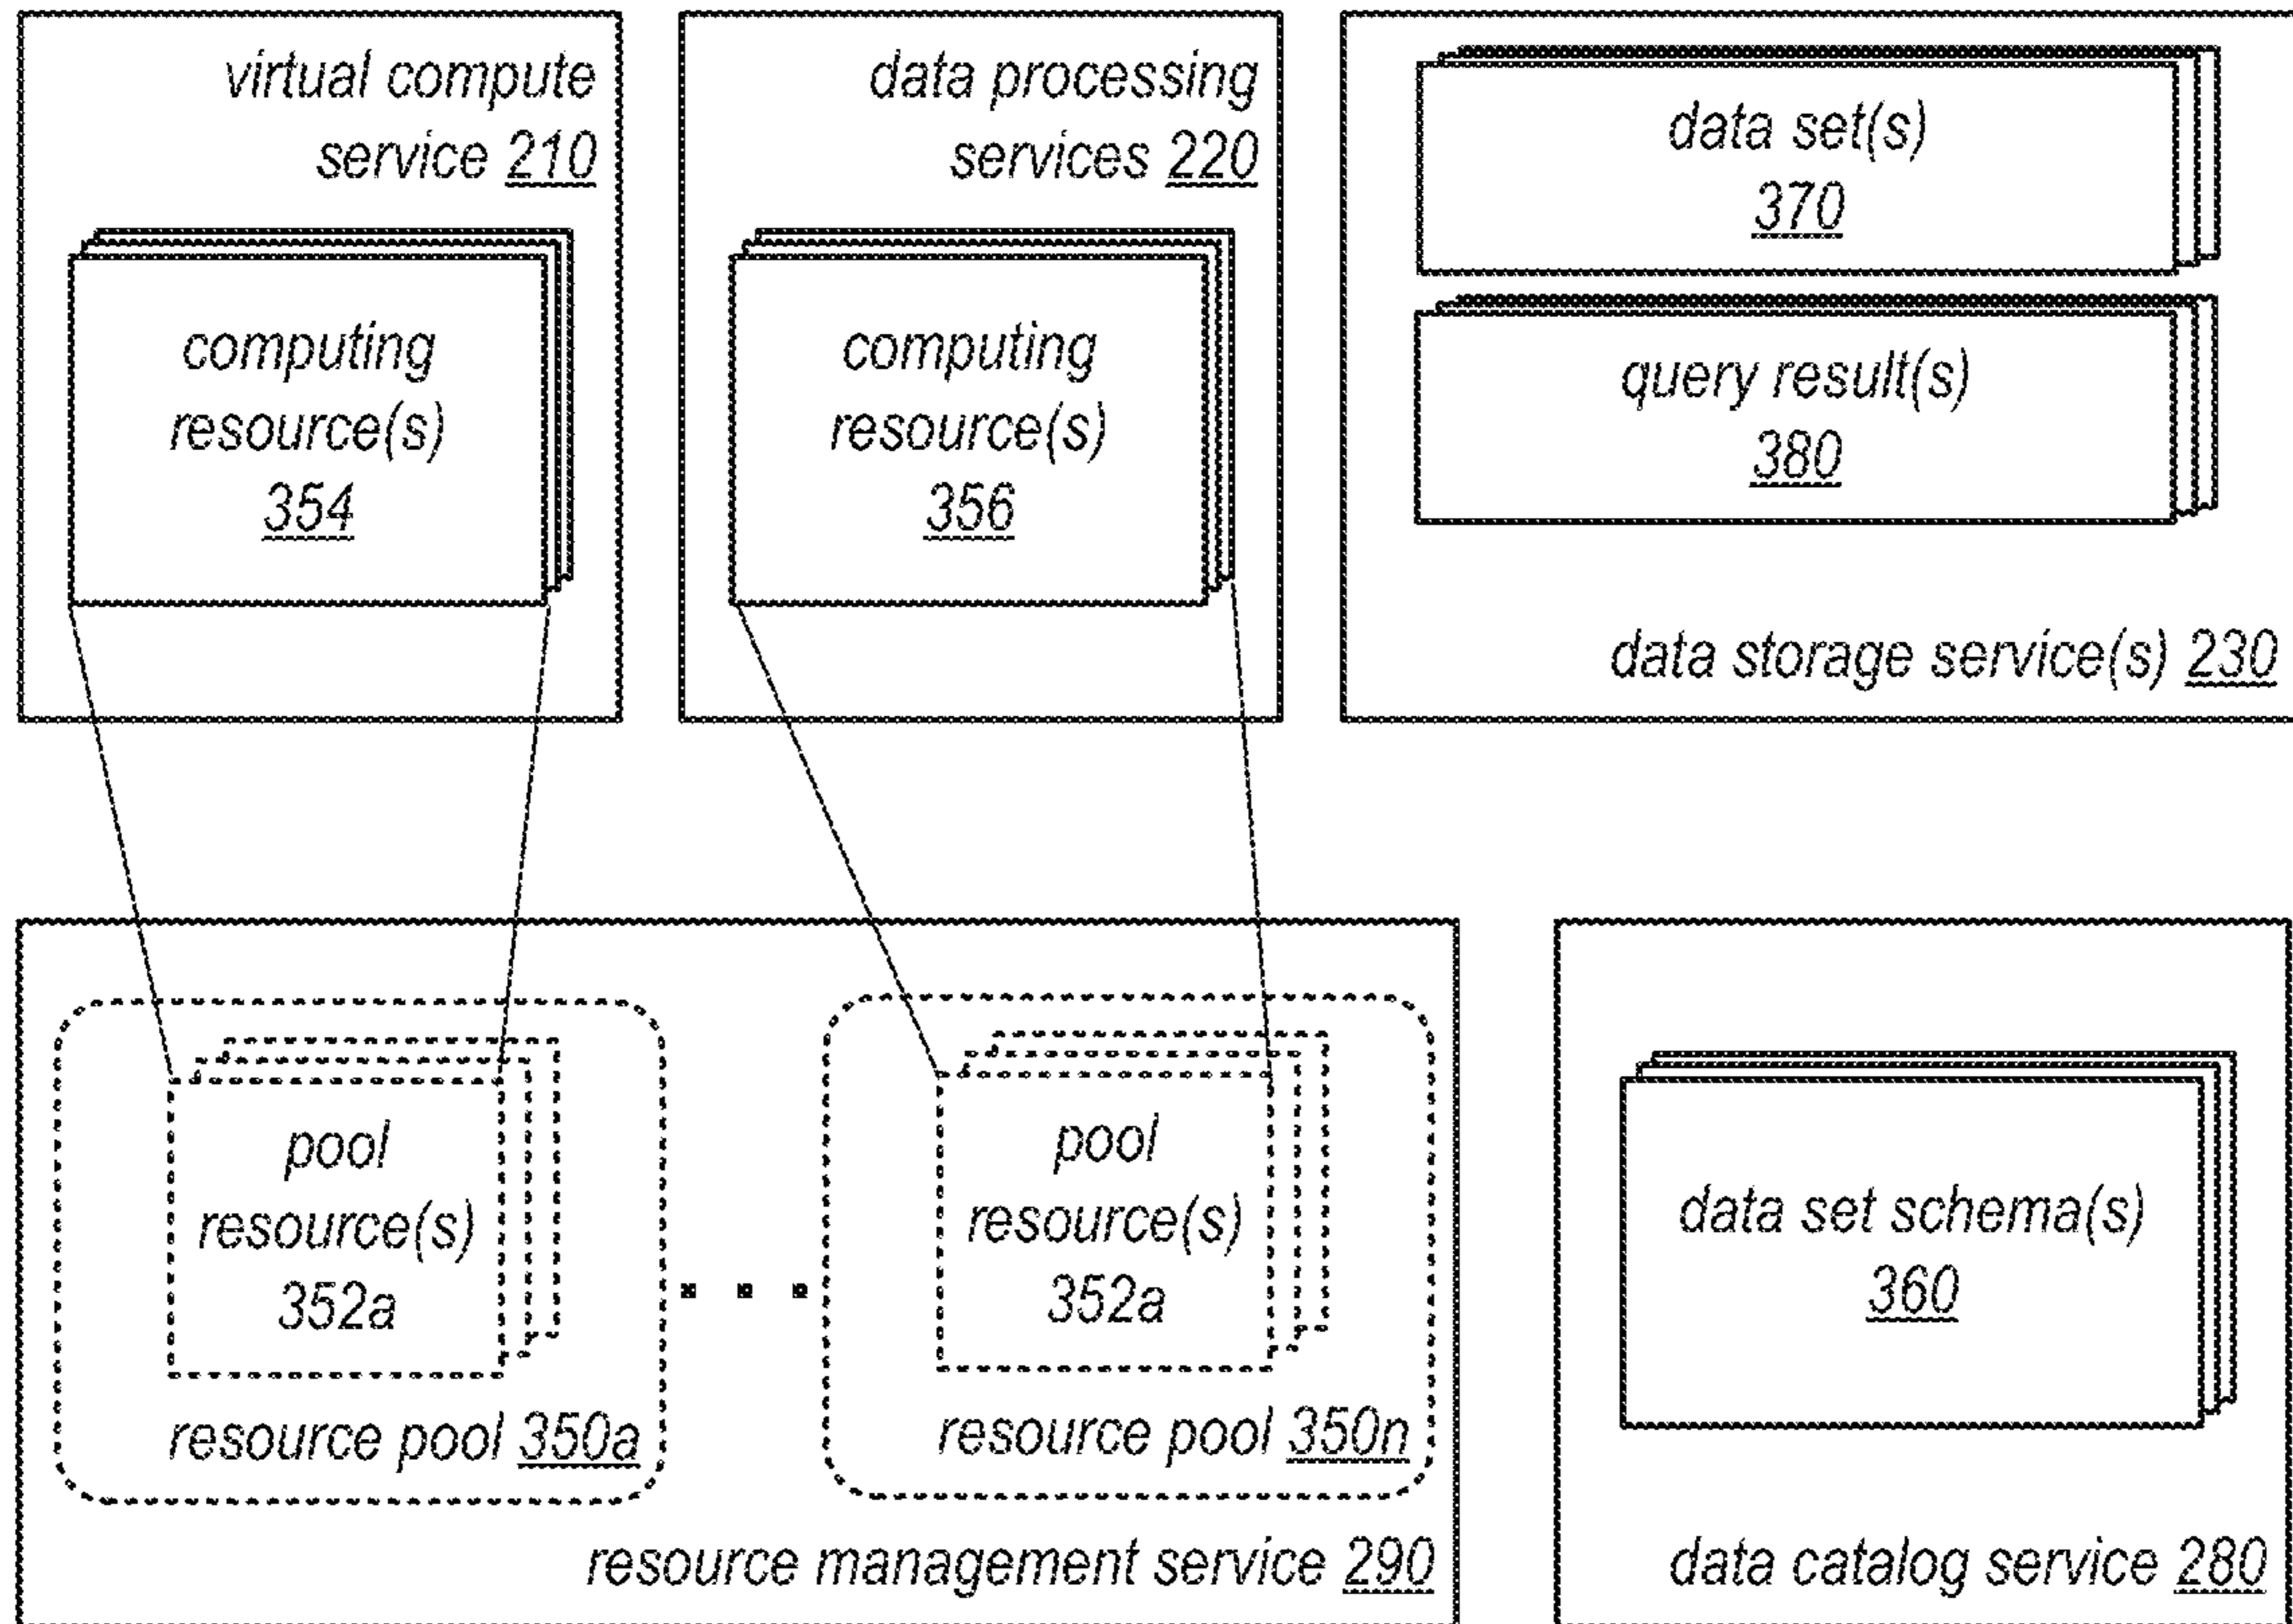 virtual compute
service 210
computing
resource(s)
354
data processing
services 220
computing
resource(s)
356
data set(s)
370
query result(s)
380
data storage service(s) 230
pool
resource(s)
352a
resource pool 350a
. . .
pool
resource(s)
352a
resource pool 350n
resource management service 290
data set schema(s)
360
data catalog service 280